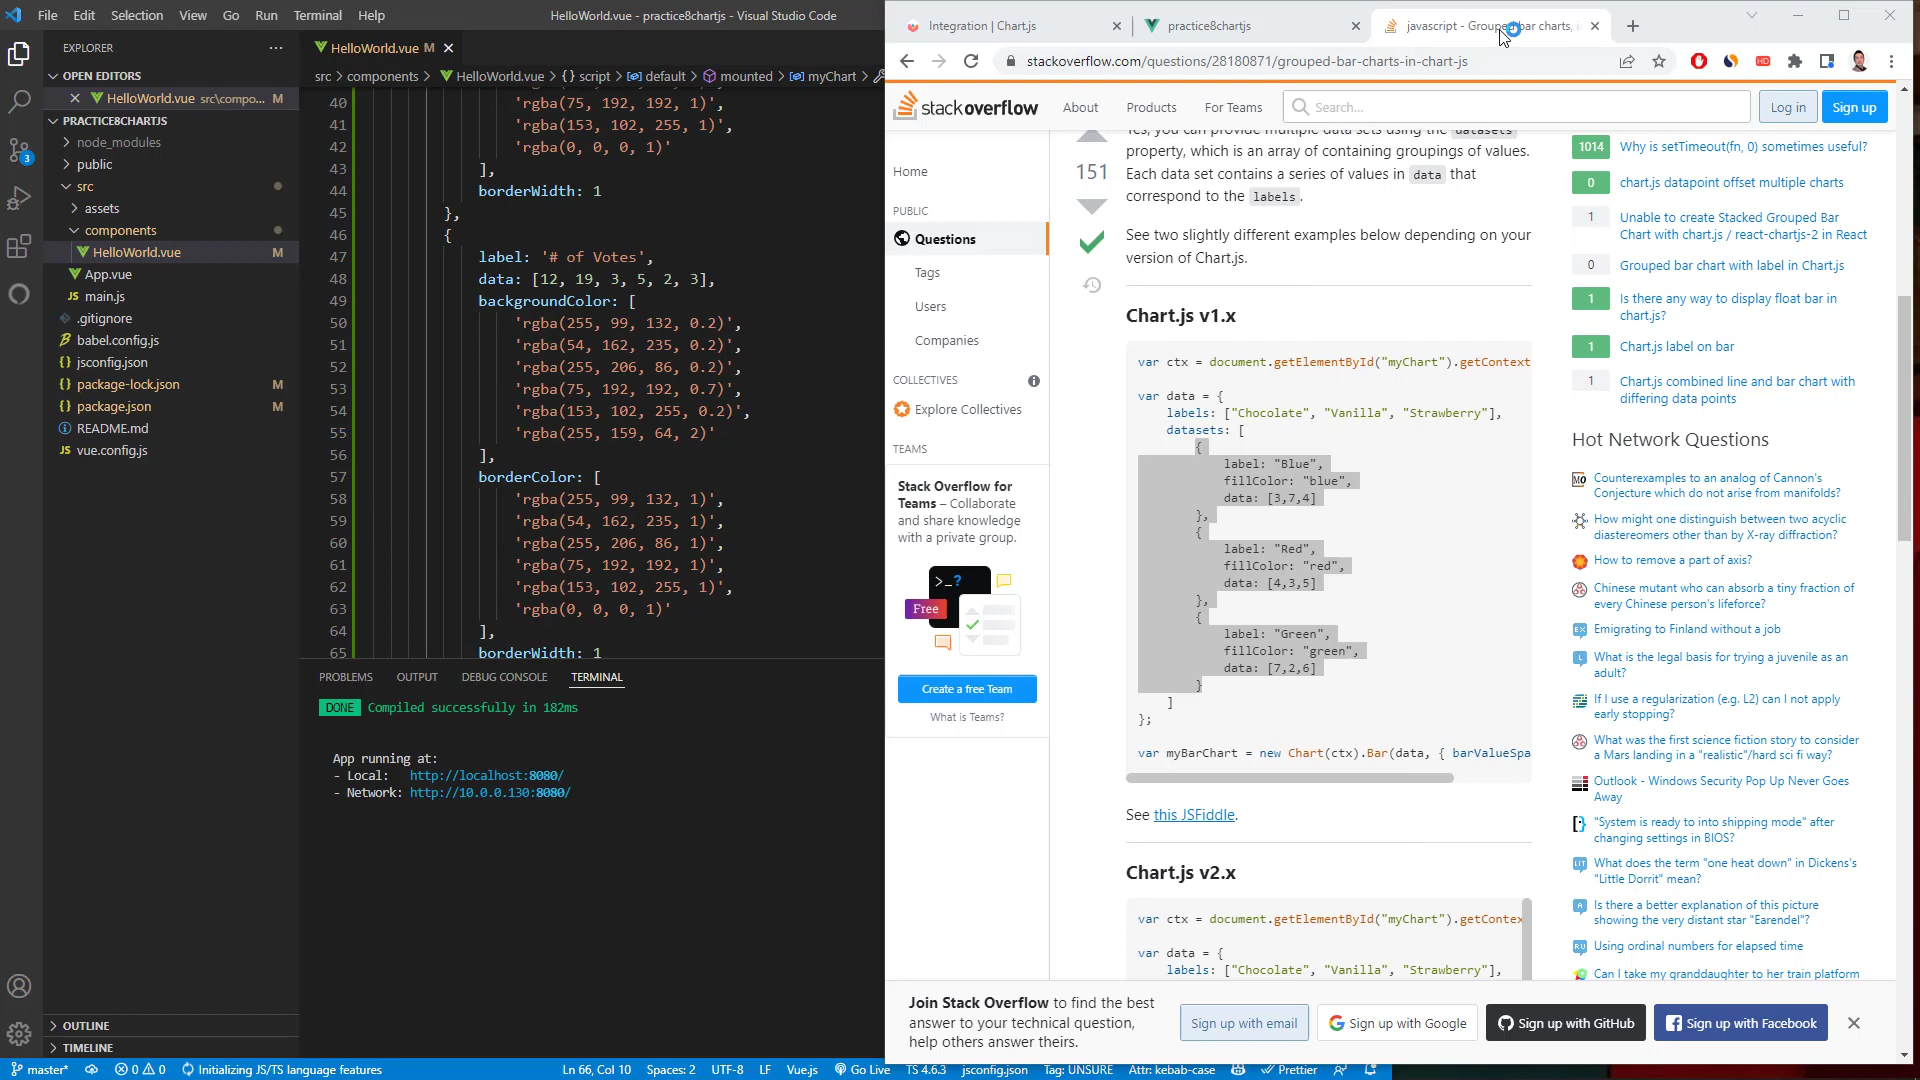 File Edit Selection View Go Run Terminal Help
HelloWorld.vue - practice8chartjs - Visual Studio Code
EXPLORER
OPEN EDITORS
HelloWorld.vue src\compo... M
PRACTICE8CHARTJS
node_modules
public
src
assets
components
HelloWorld.vue M
App.vue
main.js
.gitignore
babel.config.js
jsconfig.json
package-lock.json M
package.json M
README.md
vue.config.js
OUTLINE
TIMELINE
3
HelloWorld.vue M
src > components > HelloWorld.vue > {} script > default > mounted > myChart >
40 'rgba(75, 192, 192, 1)',
41 'rgba(153, 102, 255, 1)',
42 'rgba(0, 0, 0, 1)'
43 ],
44 borderWidth: 1
45 },
46 {
47 label: '# of Votes',
48 data: [12, 19, 3, 5, 2, 3],
49 backgroundColor: [
50 'rgba(255, 99, 132, 0.2)',
51 'rgba(54, 162, 235, 0.2)',
52 'rgba(255, 206, 86, 0.2)',
53 'rgba(75, 192, 192, 0.7)',
54 'rgba(153, 102, 255, 0.2)',
55 'rgba(255, 159, 64, 2)'
56 ],
57 borderColor: [
58 'rgba(255, 99, 132, 1)',
59 'rgba(54, 162, 235, 1)',
60 'rgba(255, 206, 86, 1)',
61 'rgba(75, 192, 192, 1)',
62 'rgba(153, 102, 255, 1)',
63 'rgba(0, 0, 0, 1)'
64 ],
65 borderWidth: 1
PROBLEMS OUTPUT DEBUG CONSOLE TERMINAL
DONE Compiled successfully in 182ms
App running at:
- Local: http://localhost:8080/
- Network: http://10.0.0.130:8080/
master* 0 0 Initializing JS/TS language features
Ln 66, Col 10 Spaces: 2 UTF-8 LF Vue.js Go Live TS 4.6.3 jsconfig.json Tag: UNSURE Attr: kebab-case Prettier
Integration | Chart.js
practice8chartjs
javascript - Grouped bar charts, i
stackoverflow.com/questions/28180871/grouped-bar-charts-in-chart-js
stackoverflow
About Products For Teams
Search...
Log in
Sign up
Home
PUBLIC
Questions
Tags
Users
Companies
COLLECTIVES
Explore Collectives
TEAMS
Stack Overflow for
Teams – Collaborate
and share knowledge
with a private group.
>_?
Free
Create a free Team
What is Teams?
151
Yes, you can provide multiple data sets using the datasets
property, which is an array of containing groupings of values.
Each data set contains a series of values in data that
correspond to the labels.
See two slightly different examples below depending on your
version of Chart.js.
Chart.js v1.x
var ctx = document.getElementById("myChart").getContext
var data = {
labels: ["Chocolate", "Vanilla", "Strawberry"],
datasets: [
{
label: "Blue",
fillColor: "blue",
data: [3,7,4]
},
{
label: "Red",
fillColor: "red",
data: [4,3,5]
},
{
label: "Green",
fillColor: "green",
data: [7,2,6]
}
]
};
var myBarChart = new Chart(ctx).Bar(data, { barValueSpa
See this JSFiddle.
Chart.js v2.x
var ctx = document.getElementById("myChart").getContex
var data = {
labels: ["Chocolate", "Vanilla", "Strawberry"],
1014 Why is setTimeout(fn, 0) sometimes useful?
0 chart.js datapoint offset multiple charts
1 Unable to create Stacked Grouped Bar
Chart with chart.js / react-chartjs-2 in React
0 Grouped bar chart with label in Chart.js
1 Is there any way to display float bar in
chart.js?
1 Chart.js label on bar
1 Chart.js combined line and bar chart with
differing data points
Hot Network Questions
Counterexamples to an analog of Cannon's
Conjecture which do not arise from manifolds?
How might one distinguish between two acyclic
diastereomers other than by X-ray diffraction?
How to remove a part of axis?
Chinese mutant who can absorb a tiny fraction of
every Chinese person's lifeforce?
Emigrating to Finland without a job
What is the legal basis for trying a juvenile as an
adult?
If I use a regularization (e.g. L2) can I not apply
early stopping?
What was the first science fiction story to consider
a Mars landing in a "realistic"/hard sci fi way?
Outlook - Windows Security Pop Up Never Goes
Away
"System is ready to into shipping mode" after
changing settings in BIOS?
What does the term "one heat down" in Dickens's
"Little Dorrit" mean?
Is there a better explanation of this picture
showing the very distant star "Earendel"?
Using ordinal numbers for elapsed time
Can I take my granddaughter to her train platform
Join Stack Overflow to find the best
answer to your technical question,
help others answer theirs.
Sign up with email
Sign up with Google
Sign up with GitHub
Sign up with Facebook